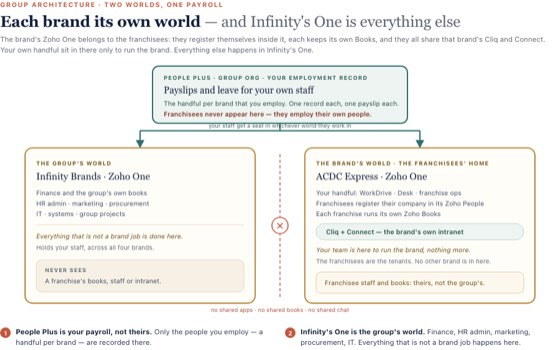 GROUP ARCHITECTURE · TWO WORLDS, ONE PAYROLL
Each brand its own world — and Infinity's One is everything else
The brand's Zoho One belongs to the franchisees: they register themselves inside it, each keeps its own Books, and they all share that brand's Cliq and Connect.
Your own handful sit in there only to run the brand. Everything else happens in Infinity's One.
PEOPLE PLUS · GROUP ORG · YOUR EMPLOYMENT RECORD
Payslips and leave for your own staff
The handful per brand that you employ. One record each, one payslip each.
Franchisees never appear here — they employ their own people.
your staff get a seat in whichever world they work in
THE GROUP'S WORLD
Infinity Brands · Zoho One
Finance and the group's own books
HR admin · marketing · procurement
IT · systems · group projects
Everything that is not a brand job is done here.
Holds your staff, across all four brands.
NEVER SEES
A franchise's books, staff or intranet.
THE BRAND'S WORLD · THE FRANCHISEES' HOME
ACDC Express · Zoho One
Your handful: WorkDrive · Desk · franchise ops
Franchisees register their company in its Zoho People
Each franchise runs its own Zoho Books
Cliq + Connect — the brand's own intranet
Your team is here to run the brand, nothing more.
The franchisees are the tenants. No other brand is in here.
Franchisee staff and books: theirs, not the group's.
no shared apps · no shared books · no shared chat
1 People Plus is your payroll, not theirs. Only the people you employ — a
handful per brand — are recorded there.
2 Infinity's One is the group's world. Finance, HR admin, marketing,
procurement, IT. Everything that is not a brand job happens here.